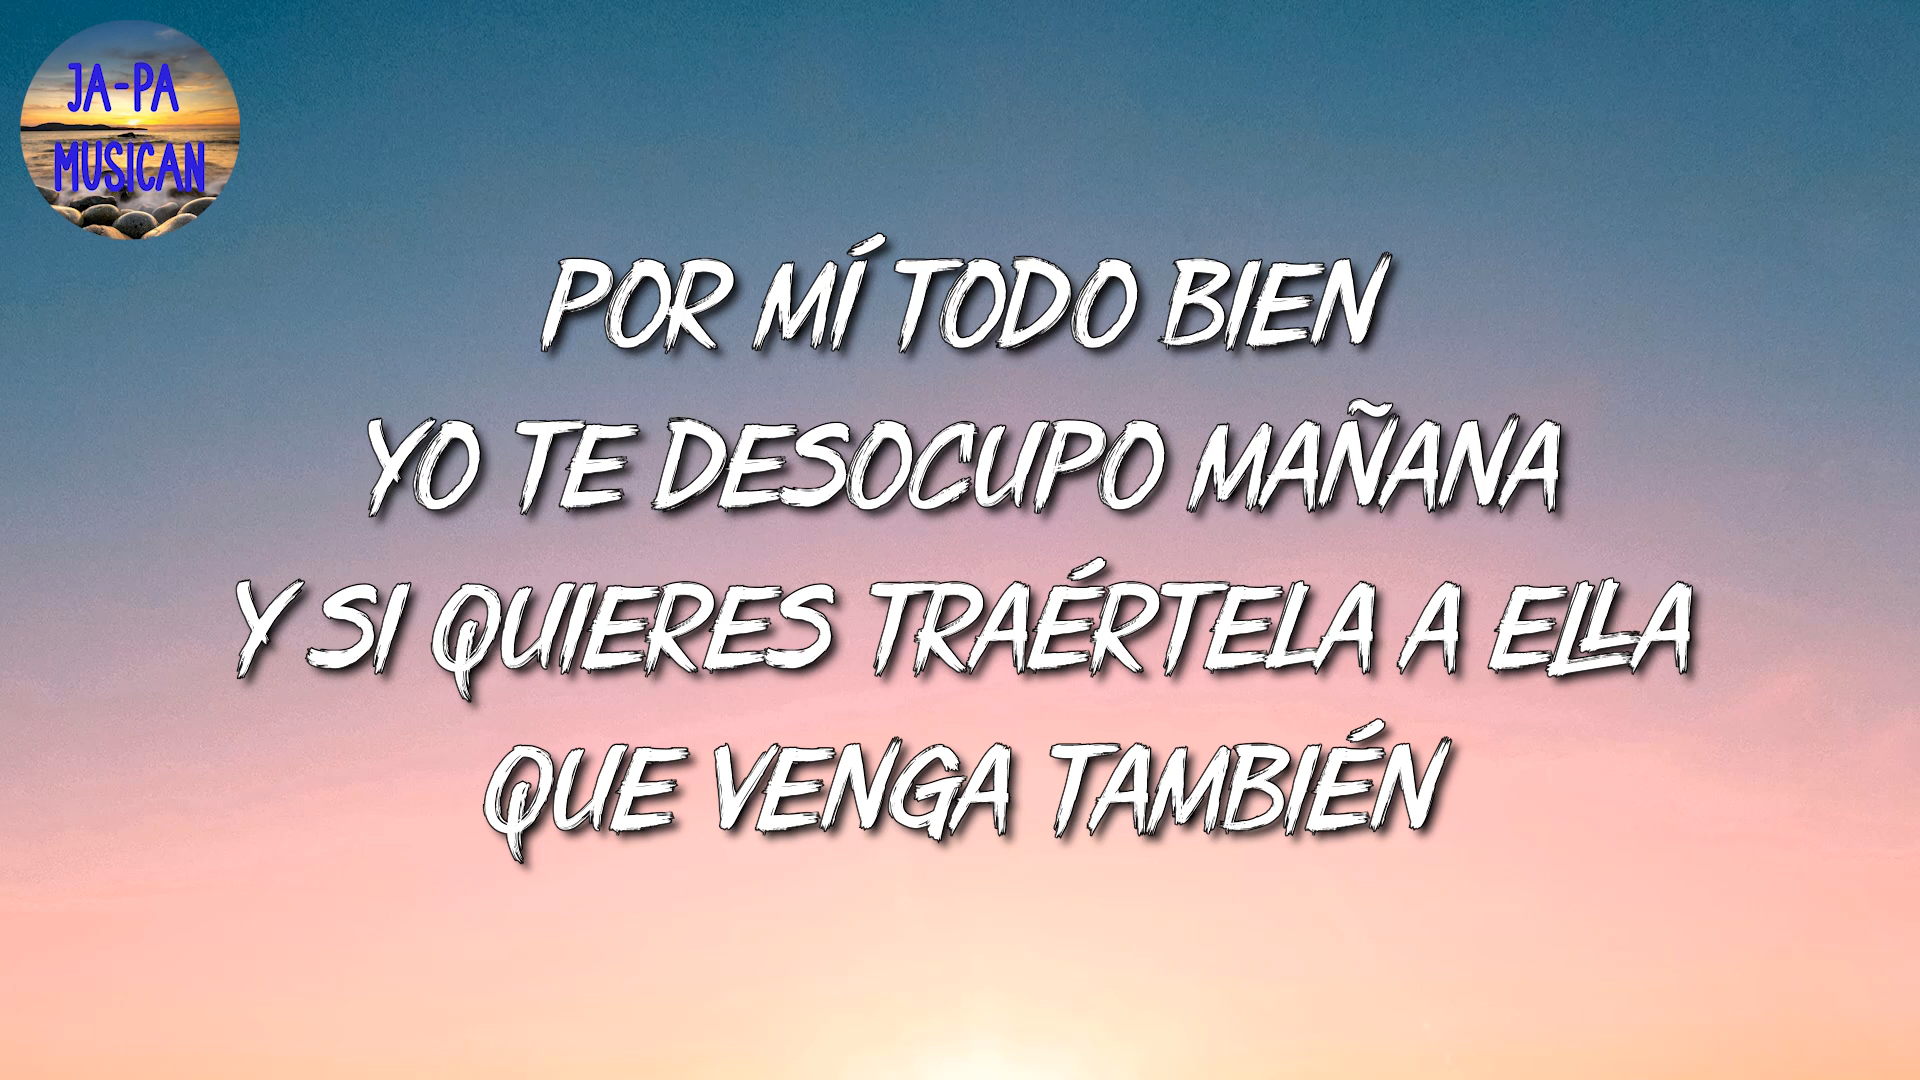 JA-PA
MUSICAN
POR MÍ TODO BIEN
YO TE DESOCUPO MAÑANA
Y SI QUIERES TRAÉRTELA A ELLA
QUE VENGA TAMBIÉN